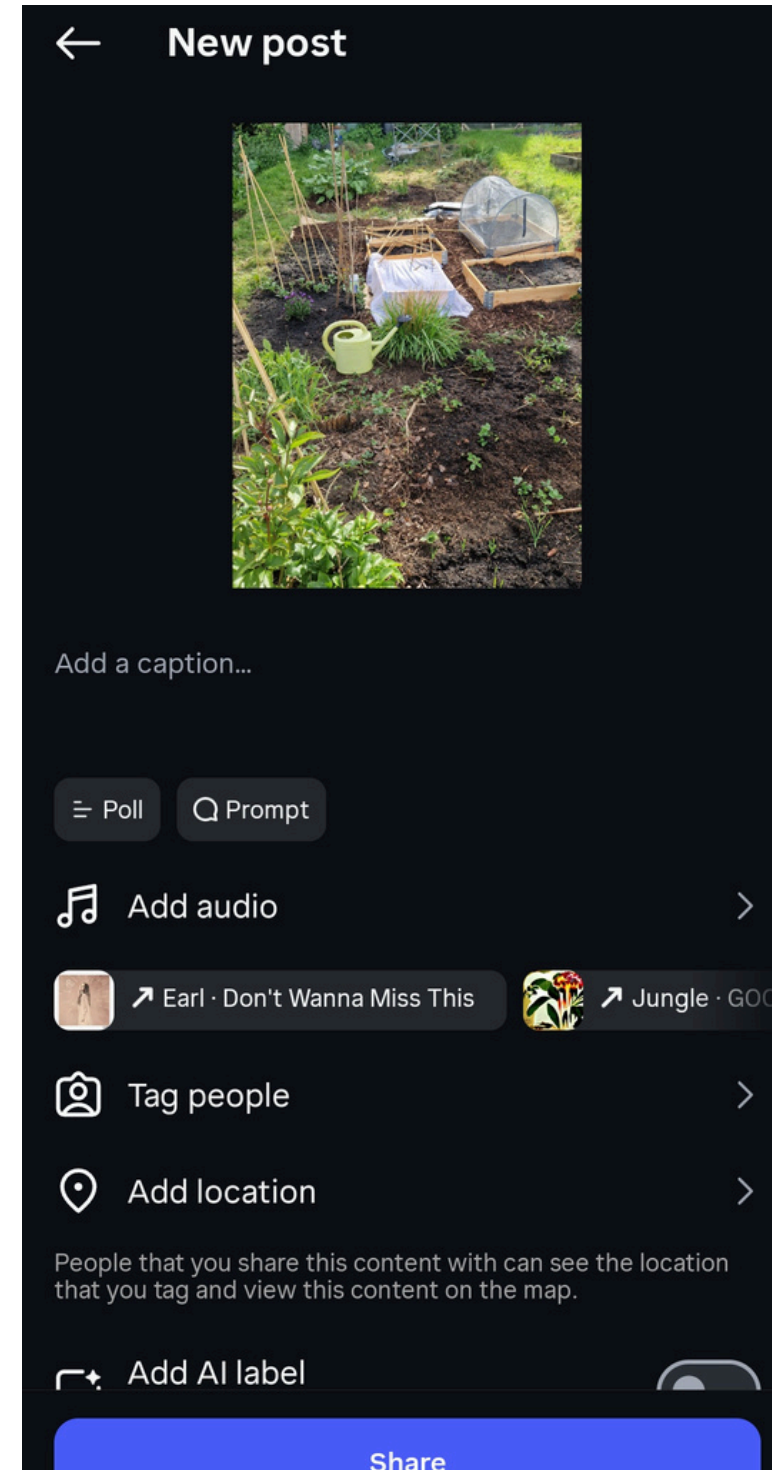 New post
Add a caption...
Poll
Prompt
Add audio
Earl · Don't Wanna Miss This
Jungle ·
Tag people
Add location
People that you share this content with can see the location
that you tag and view this content on the map.
Add AI label
Share